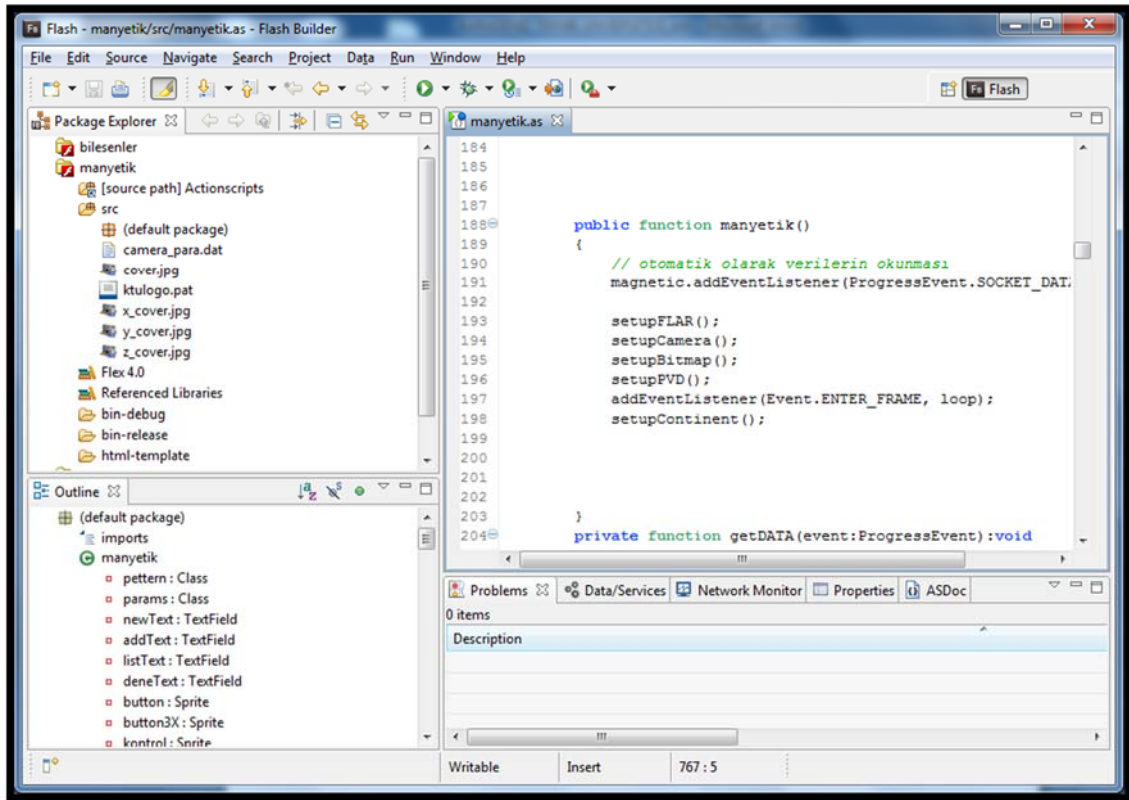 Flash - manyetik/src/manyetik.as - Flash Builder
File Edit Source Navigate Search Project Data Run Window Help
Flash
Package Explorer
bilesenler
manyetik
[source path] Actionscripts
src
(default package)
camera_para.dat
cover.jpg
ktulogo.pat
x_cover.jpg
y_cover.jpg
z_cover.jpg
Flex 4.0
Referenced Libraries
bin-debug
bin-release
html-template
Outline
(default package)
imports
manyetik
pettern : Class
params : Class
newText : TextField
addText : TextField
listText : TextField
deneText : TextField
button : Sprite
button3X : Sprite
kontrol : Sprite
manyetik.as
184
185
186
187
188 public function manyetik()
189 {
190 // otomatik olarak verilerin okunması
191 magnetic.addEventListener(ProgressEvent.SOCKET_DATA
192
193 setupFLAR();
194 setupCamera();
195 setupBitmap();
196 setupPVD();
197 addEventListener(Event.ENTER_FRAME, loop);
198 setupContinent();
199
200
201
202
203 }
204 private function getDATA(event:ProgressEvent):void
Problems Data/Services Network Monitor Properties ASDoc
0 items
Description
Writable Insert 767 : 5